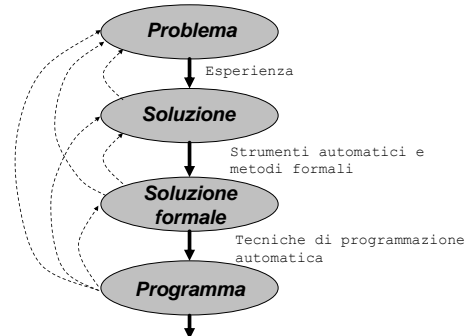 Problema
Esperienza
Soluzione
Strumenti automatici e
metodi formali
Soluzione
formale
Tecniche di programmazione
automatica
Programma